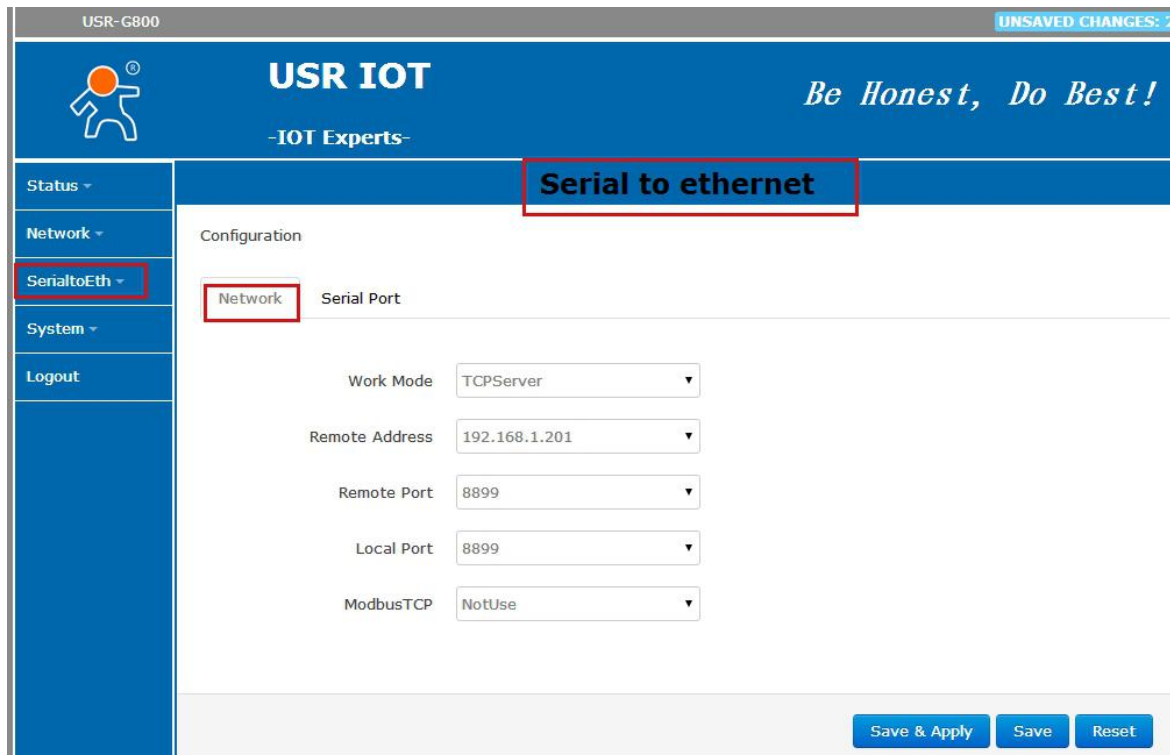 USR-G800
UNSAVED CHANGES: 2
®
USR IOT
-IOT Experts-
Be Honest, Do Best!
Status
Network
SerialtoEth
System
Logout
Serial to ethernet
Configuration
Network Serial Port
Work Mode TCPServer
Remote Address 192.168.1.201
Remote Port 8899
Local Port 8899
ModbusTCP NotUse
Save & Apply Save Reset